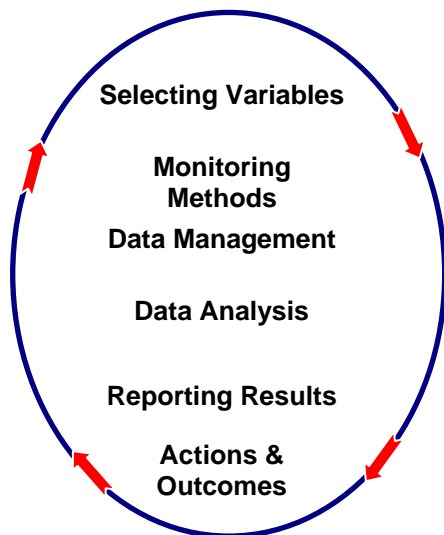 Selecting Variables
Monitoring
Methods
Data Management
Data Analysis
Reporting Results
Actions &
Outcomes